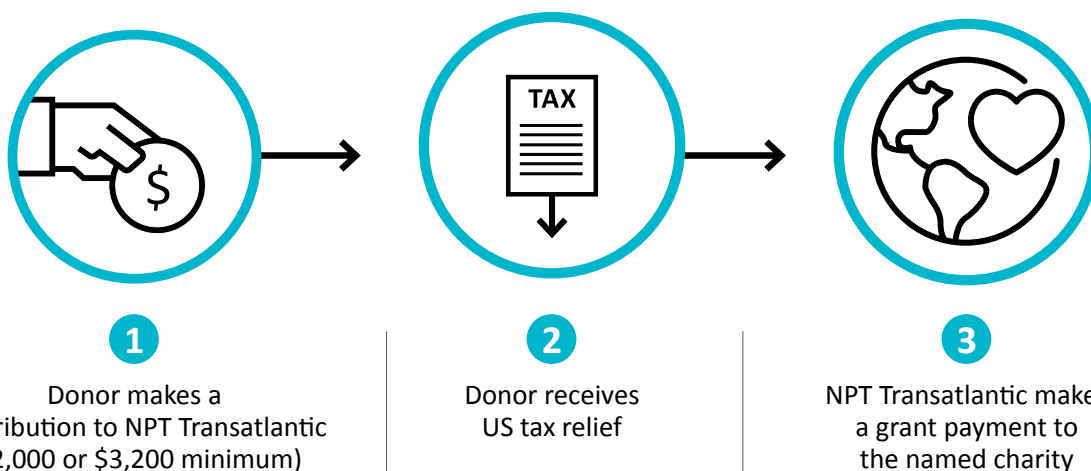 $
TAX
1
2
3
Donor makes a
ribution to NPT Transatlantic
2,000 or $3,200 minimum)
Donor receives
US tax relief
NPT Transatlantic make
a grant payment to
the named charity